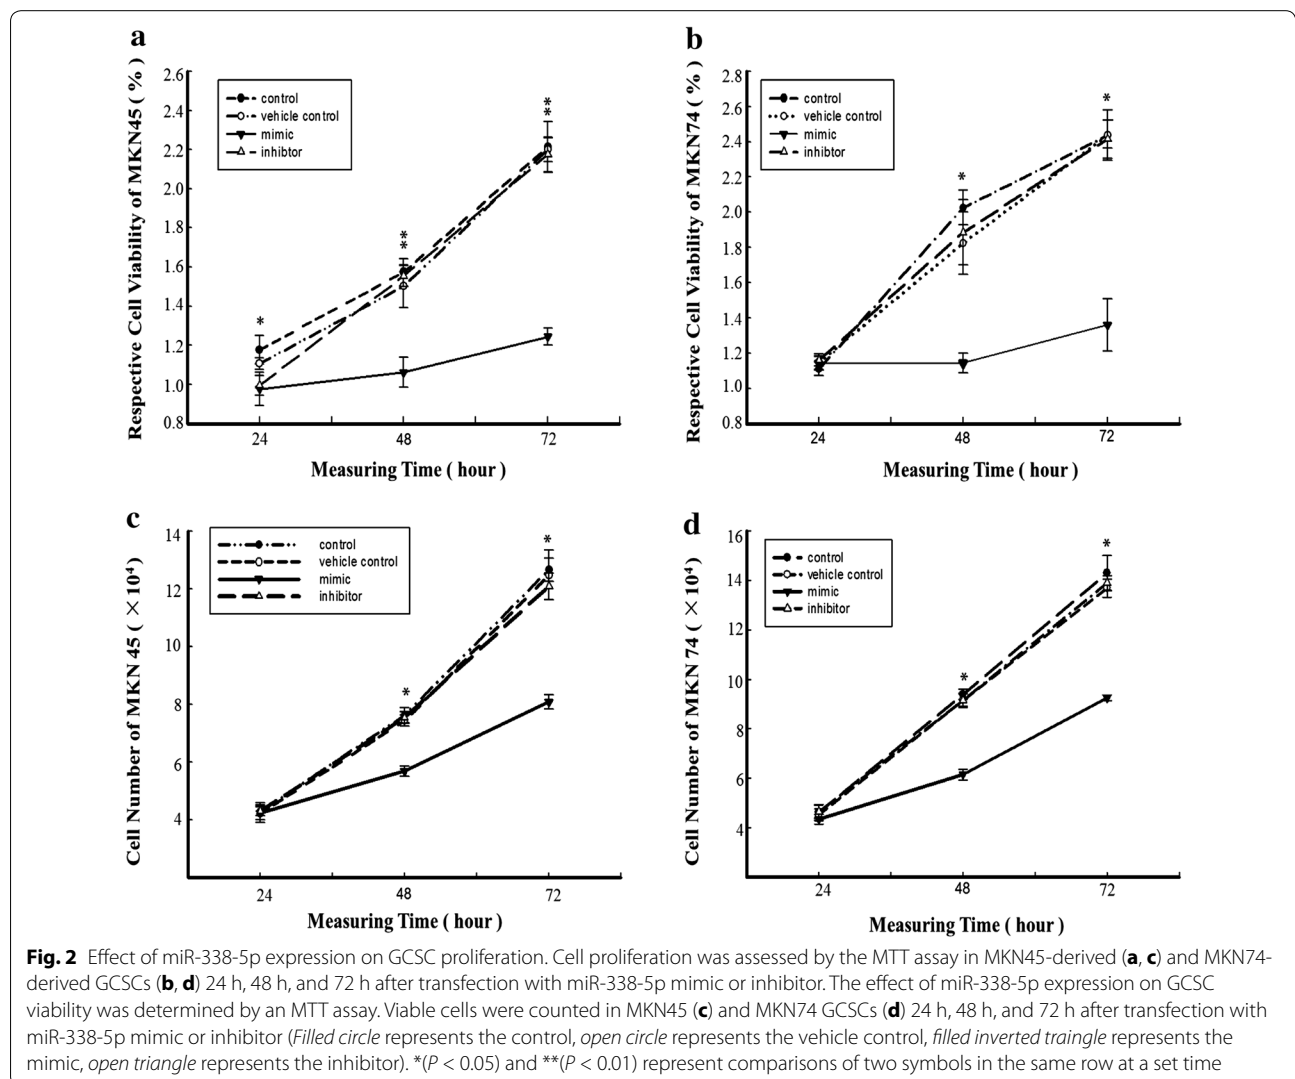 a
Respective Cell Viability of MKN45 ( % )
2.6
2.4
2.2
2.0
1.8
1.6
1.4
1.2
1.0
0.8
control
vehicle control
mimic
inhibtor
*
**
**
24
48
72
Measuring Time ( hour )
b
Respective Cell Viability of MKN74 ( % )
2.8
2.6
2.4
2.2
2.0
1.8
1.6
1.4
1.2
1.0
0.8
control
vehicle control
mimic
inhibtor
*
*
24
48
72
Measuring Time ( hour )
c
Cell Number of MKN 45 ( ×10⁴)
14
12
10
8
6
4
control
vehicle control
mimic
inhibitor
*
*
24
48
72
Measuring Time ( hour )
d
Cell Number of MKN 74 ( ×10⁴)
16
14
12
10
8
6
4
control
vehicle control
mimic
inhibitor
*
*
24
48
72
Measuring Time ( hour )
Fig. 2 Effect of miR-338-5p expression on GCSC proliferation. Cell proliferation was assessed by the MTT assay in MKN45-derived (a, c) and MKN74-
derived GCSCs (b, d) 24 h, 48 h, and 72 h after transfection with miR-338-5p mimic or inhibitor. The effect of miR-338-5p expression on GCSC
viability was determined by an MTT assay. Viable cells were counted in MKN45 (c) and MKN74 GCSCs (d) 24 h, 48 h, and 72 h after transfection with
miR-338-5p mimic or inhibitor (Filled circle represents the control, open circle represents the vehicle control, filled inverted traingle represents the
mimic, open triangle represents the inhibitor). *(P < 0.05) and **(P < 0.01) represent comparisons of two symbols in the same row at a set time